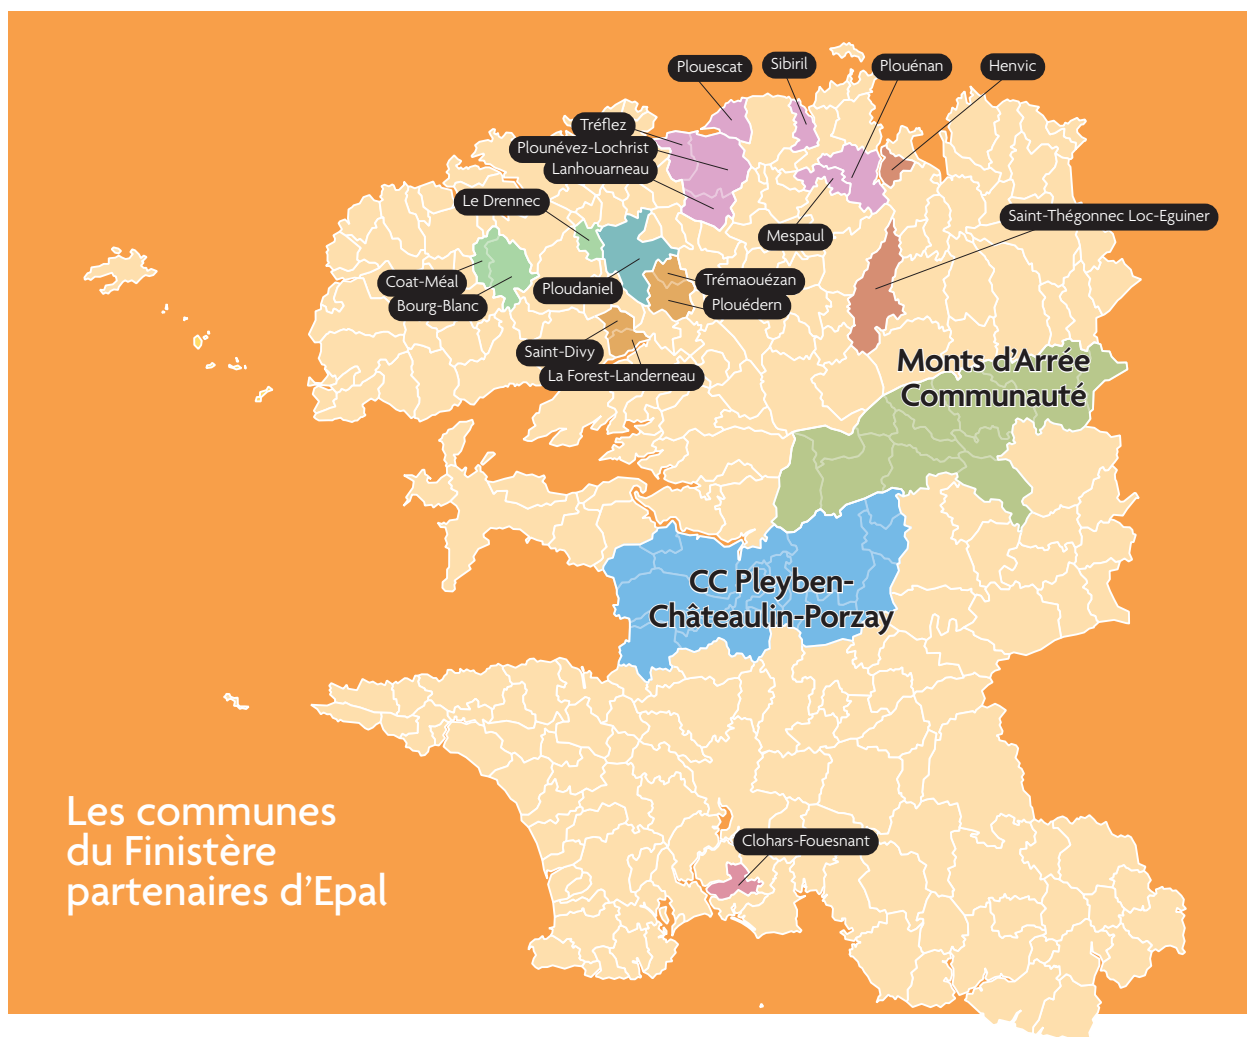 Plouescat
Sibiril
Plouénan
Henvic
Tréflez
Plounévez-Lochrist
Lanhouarneau
Le Drennec
Mespaul
Saint-Thégonnec Loc-Eguiner
Coat-Méal
Bourg-Blanc
Ploudaniel
Trémaouézan
Plouédern
Saint-Divy
La Forest-Landerneau
Monts d'Arrée
Communauté
CC Pleyben-
Châteaulin-Porzay
Les communes
du Finistère
partenaires d'Epal
Clohars-Fouesnant